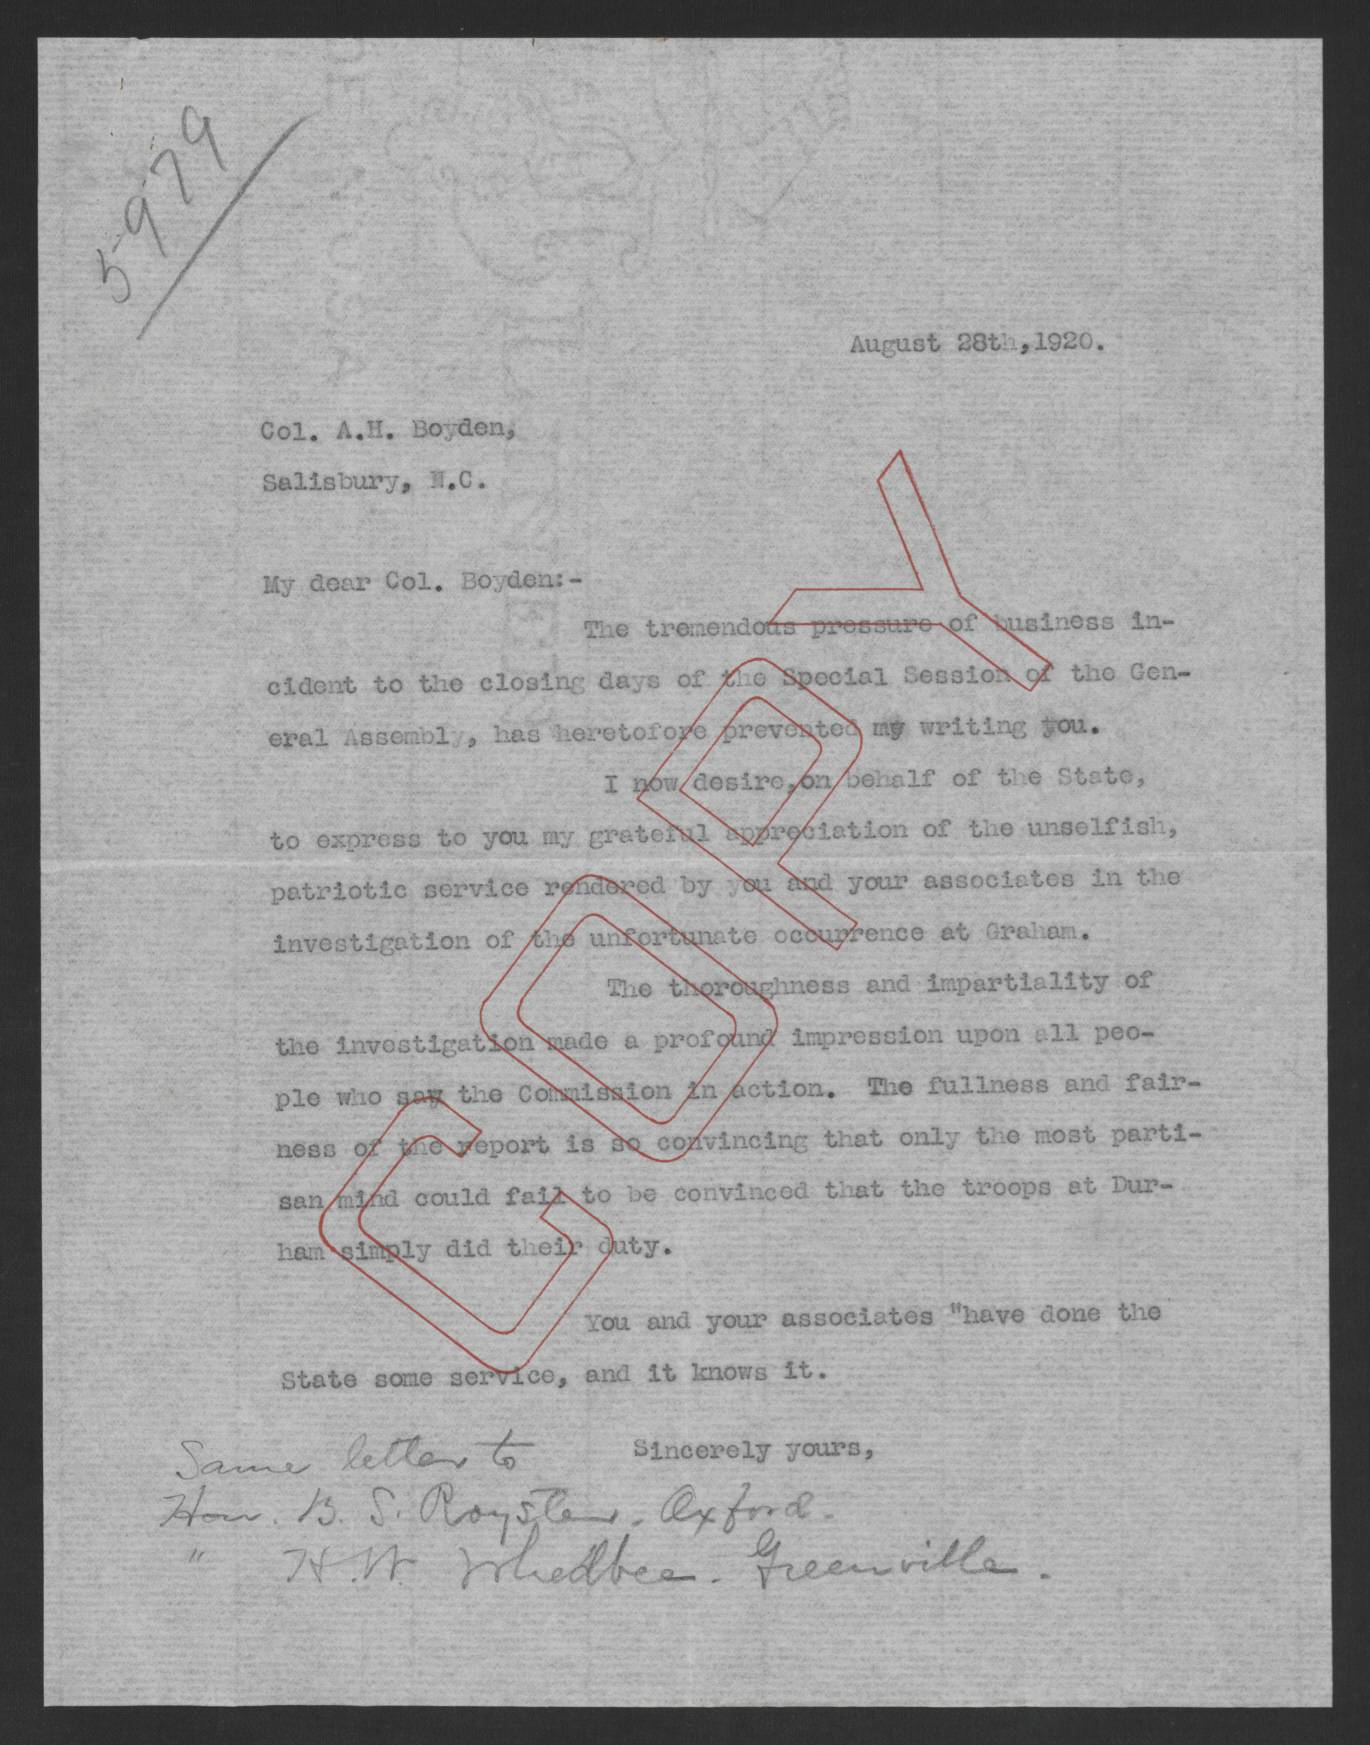 5979
August 28th,1920.
Col. A.H. Boyden,
Salisbury, N.C.
My dear Col. Boyden:-
The tremendous pressure of business in-
cident to the closing days of the Special Session of the Gen-
eral Assembly, has heretofore prevented my writing you.
I now desire,on behalf of the State,
to express to you my grateful appreciation of the unselfish,
patriotic service rendered by you and your associates in the
investigation of the unfortunate occurrence at Graham.
The thoroughness and impartiality of
the investigation made a profound impression upon all peo-
ple who saw the Commission in action. The fullness and fair-
ness of the report is so convincing that only the most parti-
san mind could fail to be convinced that the troops at Dur-
ham simply did their duty.
You and your associates "have done the
State some service, and it knows it.
Sincerely yours,
Same letter to
Hon. B. S. Royster. Oxford.
" H. W. Whedbee. Greenville.
COPY